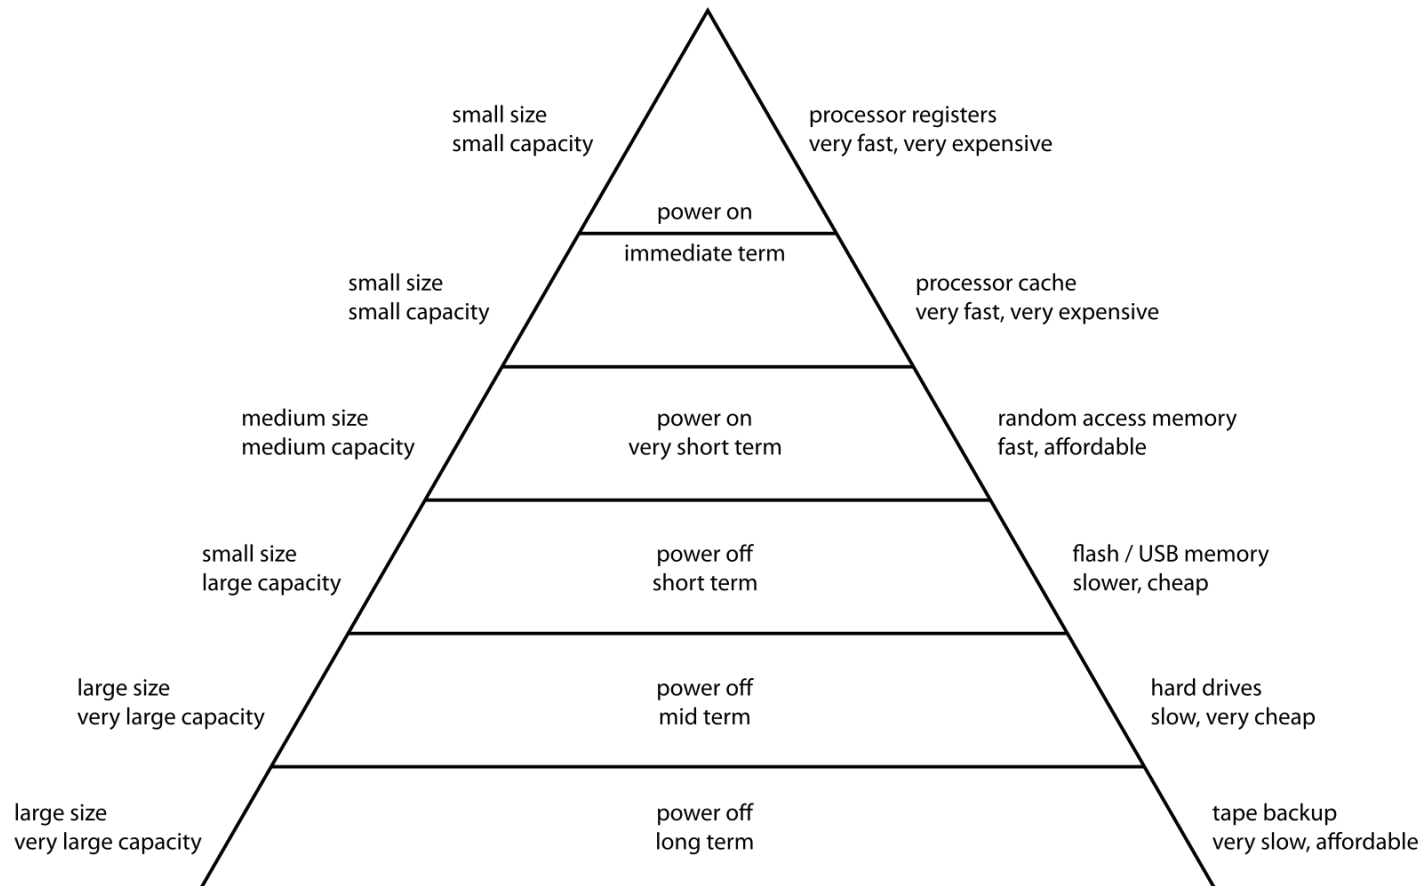 small size
small capacity
processor registers
very fast, very expensive
power on
immediate term
small size
small capacity
processor cache
very fast, very expensive
medium size
medium capacity
power on
very short term
random access memory
fast, affordable
small size
large capacity
power off
short term
flash / USB memory
slower, cheap
large size
very large capacity
power off
mid term
hard drives
slow, very cheap
large size
very large capacity
power off
long term
tape backup
very slow, affordable